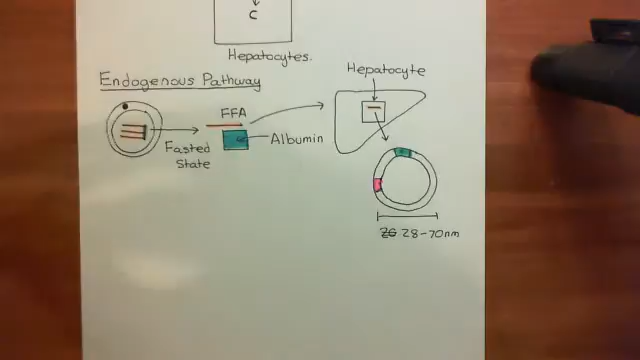 C
Hepatocytes.
Endogenous Pathway
Hepatocyte
FFA
Albumin
Fasted
State
28-70nm